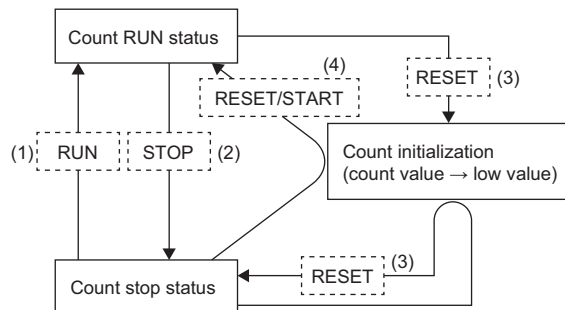 Count RUN status
(4)
RESET (3)
RESET/START
(1) RUN
STOP (2)
Count initialization
(count value → low value)
RESET (3)
Count stop status